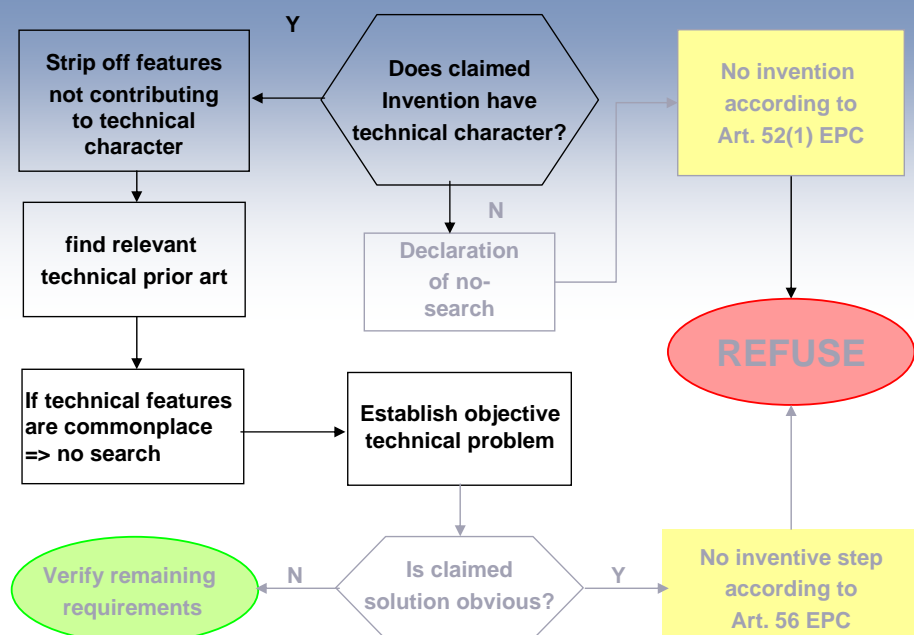 Y
Strip off features
not contributing
to technical
character
Does claimed
Invention have
technical character?
No invention
according to
Art. 52(1) EPC
N
find relevant
technical prior art
Declaration
of no-
search
REFUSE
If technical features
are commonplace
=> no search
Establish objective
technical problem
Verify remaining
requirements
N
Is claimed
solution obvious?
Y
No inventive step
according to
Art. 56 EPC